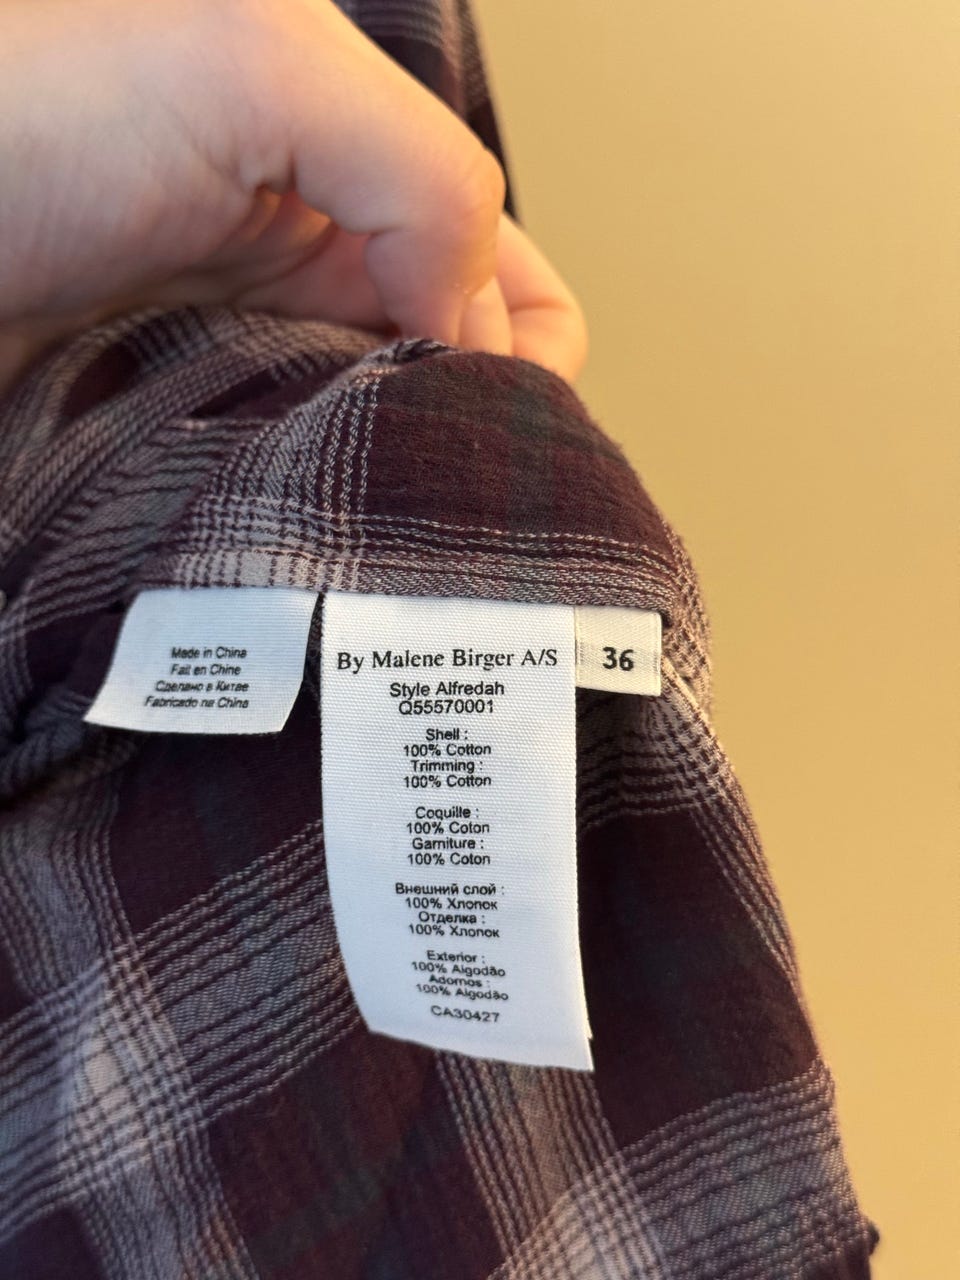 Made in China
Fait en Chine
Сделано в Китае
Fabricado na China
By Malene Birger A/S
Style Alfredah
Q55570001
Shell :
100% Cotton
Trimming :
100% Cotton
Coquille :
100% Coton
Garniture :
100% Coton
Внешний слой :
100% Хлопок
Отделка :
100% Хлопок
Exterior :
100% Algodão
Adornos :
100% Algodão
CA30427
36